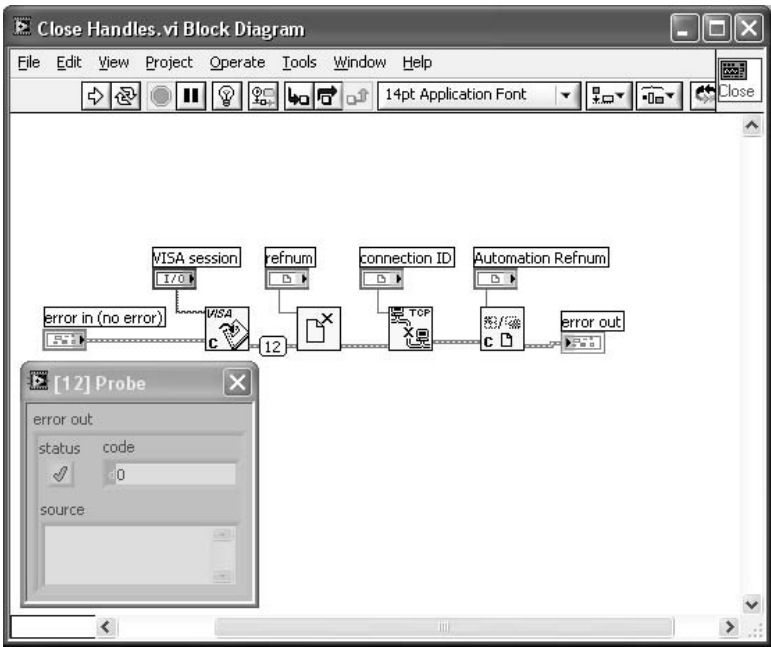 Close Handles.vi Block Diagram
File Edit View Project Operate Tools Window Help
14pt Application Font
Close
VISA session refnum connection ID Automation Refnum
I/O
error in (no error) VISA TCP error out
C 12 C
[12] Probe
error out
status code
0
source